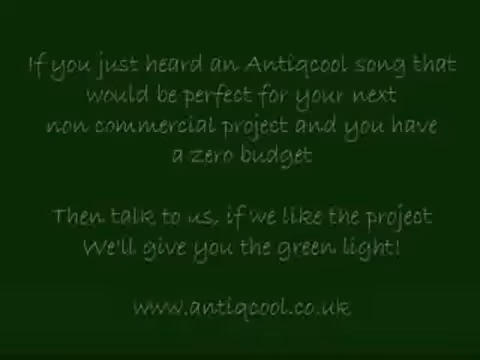 If you just heard an Antiqcool song that
would be perfect for your next
non commercial project and you have
a zero budget
Then talk to us, if we like the project
We'll give you the green light!
www.antiqcool.co.uk